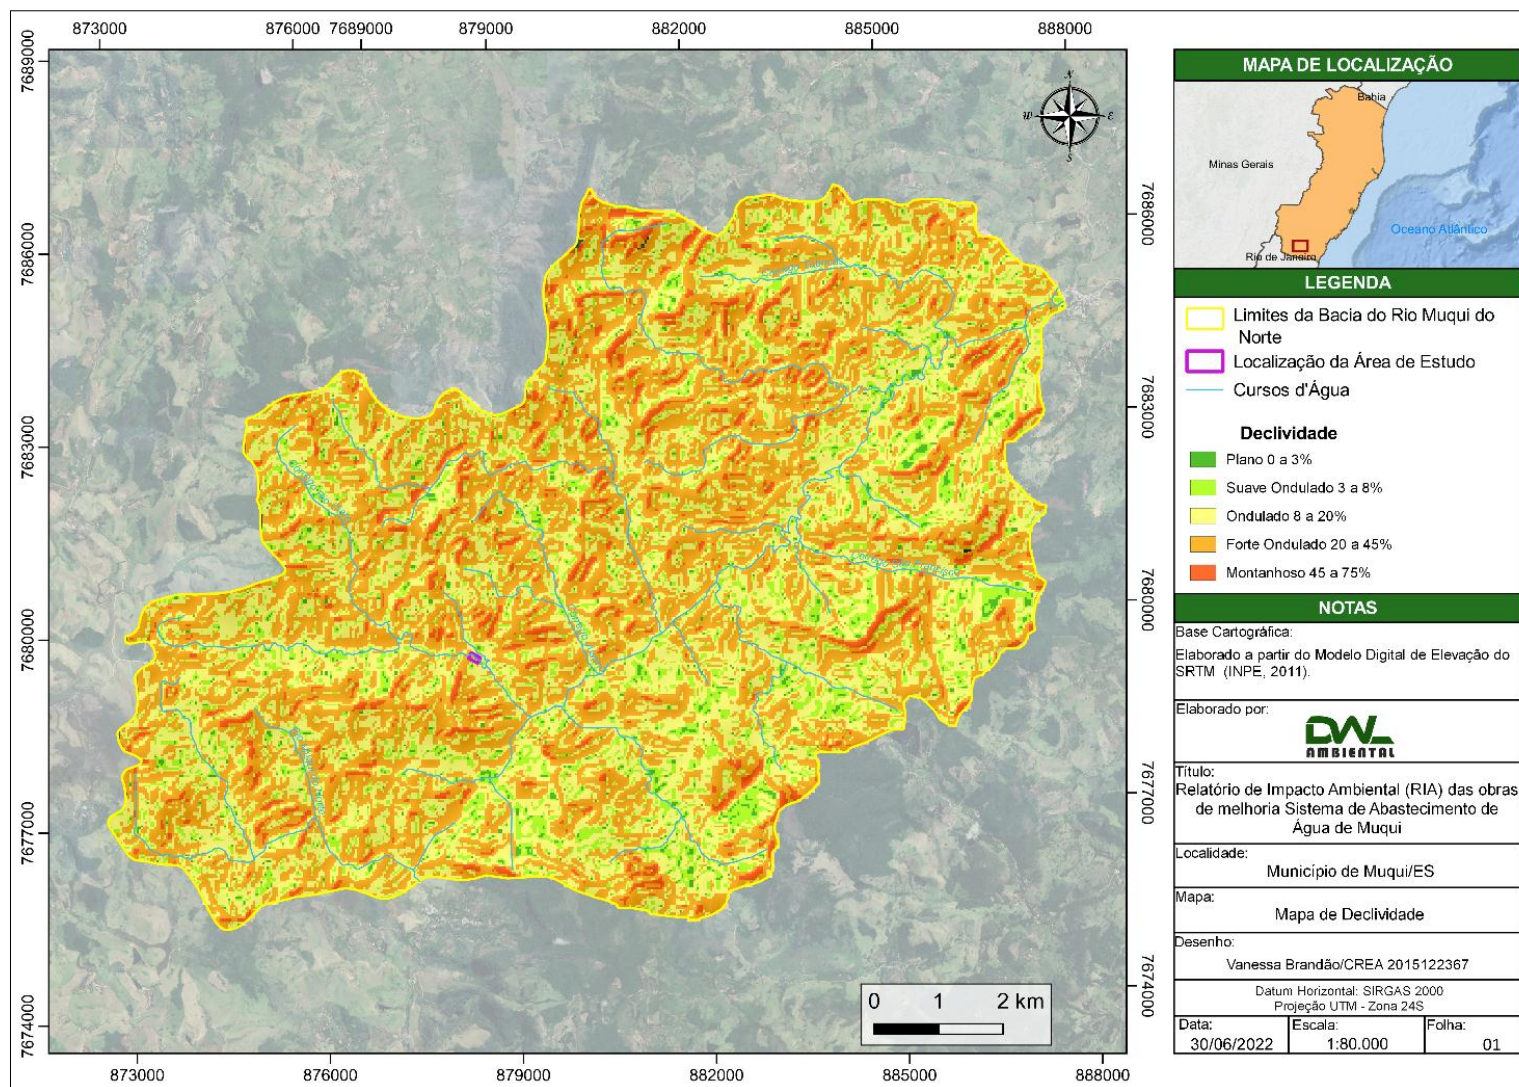 873000
876000
7689000
879000
882000
885000
888000
7689000
7686000
7683000
7680000
7677000
7674000
7686000
7683000
7680000
7677000
7674000
873000
876000
879000
882000
885000
888000
N
W
E
S
0 1 2 km
MAPA DE LOCALIZAÇÃO
Bahia
Minas Gerais
Oceano Atlântico
Rio de Janeiro
LEGENDA
Limites da Bacia do Rio Muqui do
Norte
Localização da Área de Estudo
Cursos d'Água
Declividade
Plano 0 a 3%
Suave Ondulado 3 a 8%
Ondulado 8 a 20%
Forte Ondulado 20 a 45%
Montanhoso 45 a 75%
NOTAS
Base Cartográfica:
Elaborado a partir do Modelo Digital de Elevação do
SRTM (INPE, 2011).
Elaborado por:
DWL
AMBIENTAL
Título:
Relatório de Impacto Ambiental (RIA) das obras
de melhoria Sistema de Abastecimento de
Água de Muqui
Localidade:
Município de Muqui/ES
Mapa:
Mapa de Declividade
Desenho:
Vanessa Brandão/CREA 2015122367
Datum Horizontal: SIRGAS 2000
Projeção UTM - Zona 24S
Data:
30/06/2022
Escala:
1:80.000
Folha:
01